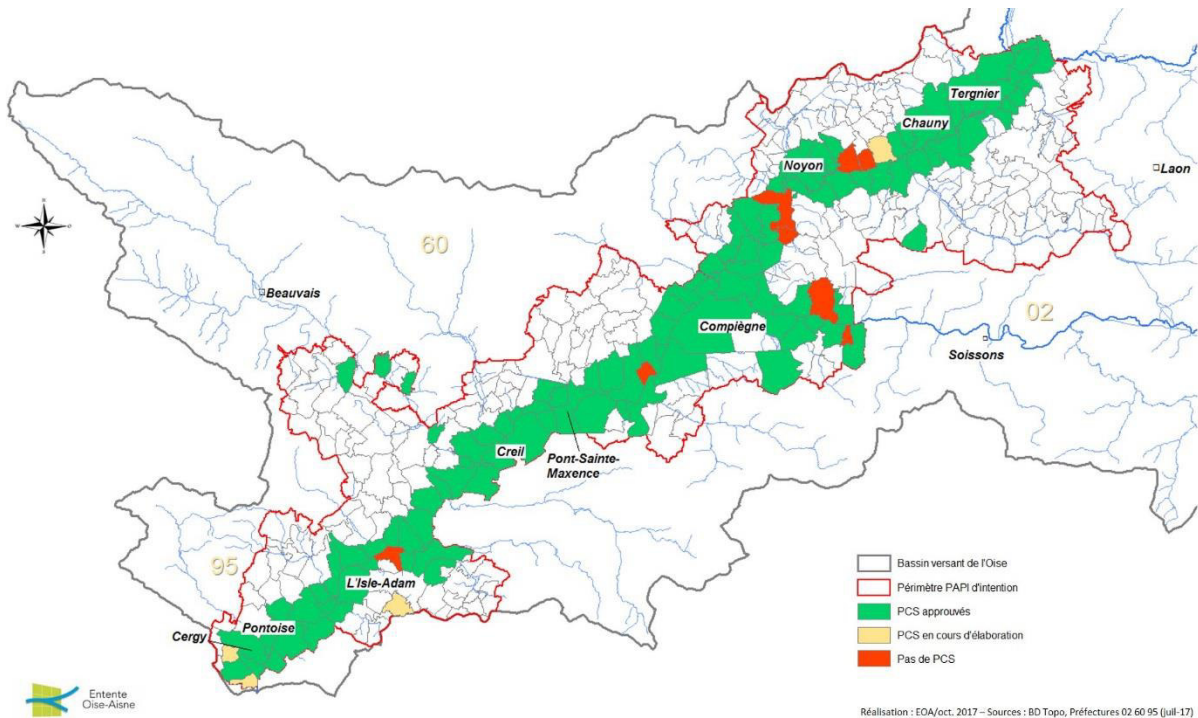 Tergnier
Chauny
Noyon
Laon
60
Beauvais
02
Compiègne
Soissons
Creil
Pont-Sainte-
Maxence
95
L'Isle-Adam
Pontoise
Cergy
Bassin versant de l'Oise
Périmètre PAPI d'intention
PCS approuvés
PCS en cours d'élaboration
Pas de PCS
Entente
Oise-Aisne
Réalisation : EOA/oct. 2017 – Sources : BD Topo, Préfectures 02 60 95 (juil-17)